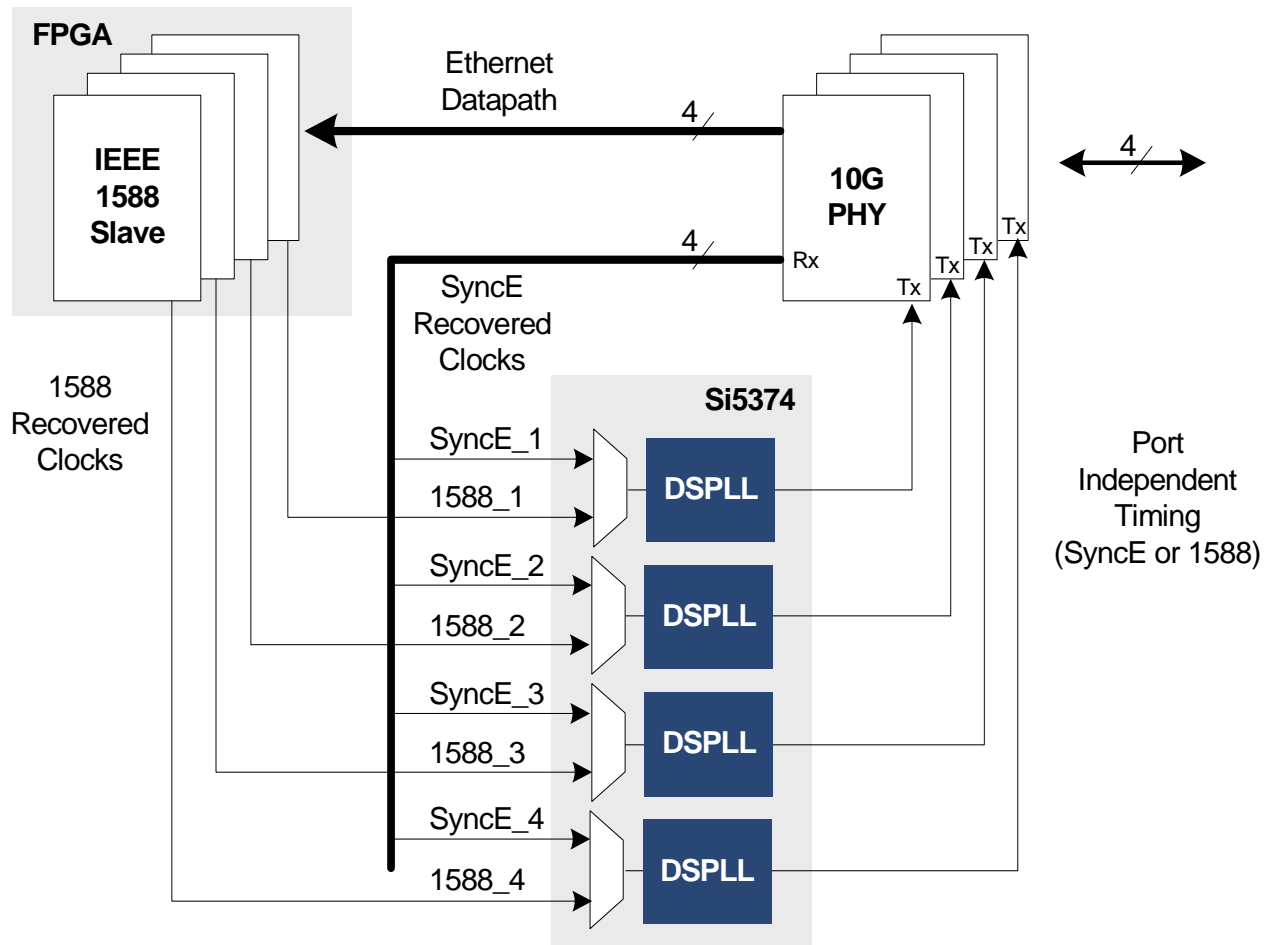 FPGA
IEEE
1588
Slave
Ethernet
Datapath
4
10G
PHY
Rx
Tx
Tx
Tx
Tx
4
4
SyncE
Recovered
Clocks
1588
Recovered
Clocks
Si5374
SyncE_1
1588_1
DSPLL
SyncE_2
1588_2
DSPLL
SyncE_3
1588_3
DSPLL
SyncE_4
1588_4
DSPLL
Port
Independent
Timing
(SyncE or 1588)